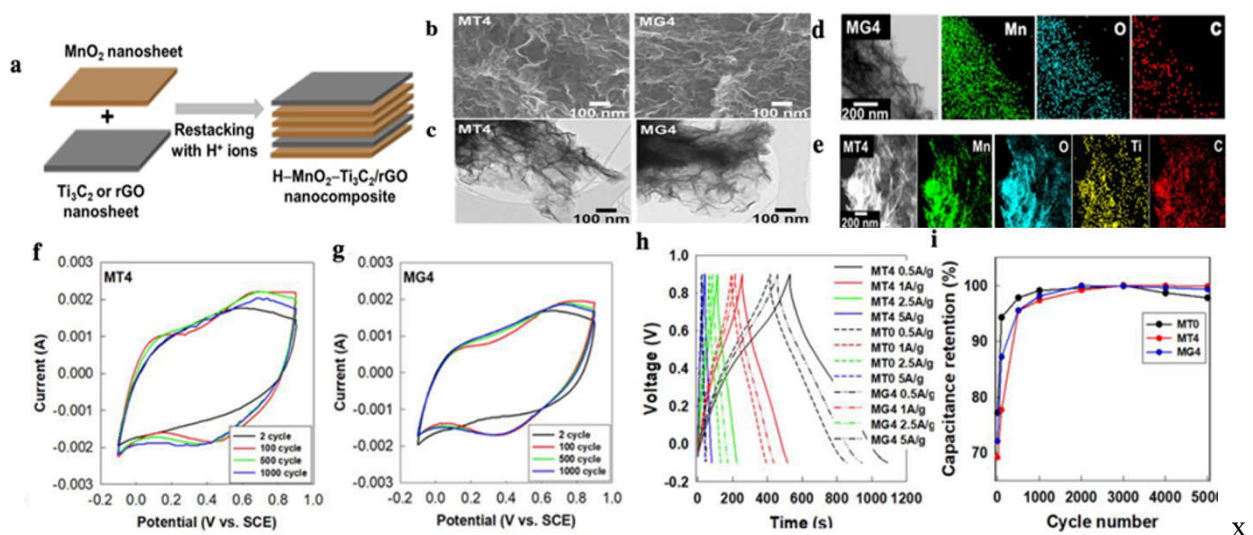 a
MnO₂ nanosheet
+
Ti₃C₂ or rGO
nanosheet
Restacking
with H⁺ ions
H–MnO₂–Ti₃C₂/rGO
nanocomposite
b
MT4
100 nm
MG4
100 nm
c
MT4
100 nm
MG4
100 nm
d
MG4
200 nm
Mn
O
C
e
MT4
200 nm
Mn
O
Ti
C
f
MT4
Current (A)
0.003
0.002
0.001
0.000
-0.001
-0.002
-0.003
2 cycle
100 cycle
500 cycle
1000 cycle
-0.2 0.0 0.2 0.4 0.6 0.8 1.0
Potential (V vs. SCE)
g
MG4
Current (A)
0.003
0.002
0.001
0.000
-0.001
-0.002
-0.003
2 cycle
100 cycle
500 cycle
1000 cycle
-0.2 0.0 0.2 0.4 0.6 0.8 1.0
Potential (V vs. SCE)
h
Voltage (V)
1.0
0.8
0.6
0.4
0.2
0.0
-0.2
MT4 0.5A/g
MT4 1A/g
MT4 2.5A/g
MT4 5A/g
MT0 0.5A/g
MT0 1A/g
MT0 2.5A/g
MT0 5A/g
MG4 0.5A/g
MG4 1A/g
MG4 2.5A/g
MG4 5A/g
0 200 400 600 800 1000 1200
Time (s)
i
Capacitance retention (%)
100
90
80
70
MT0
MT4
MG4
0 1000 2000 3000 4000 5000
Cycle number
x